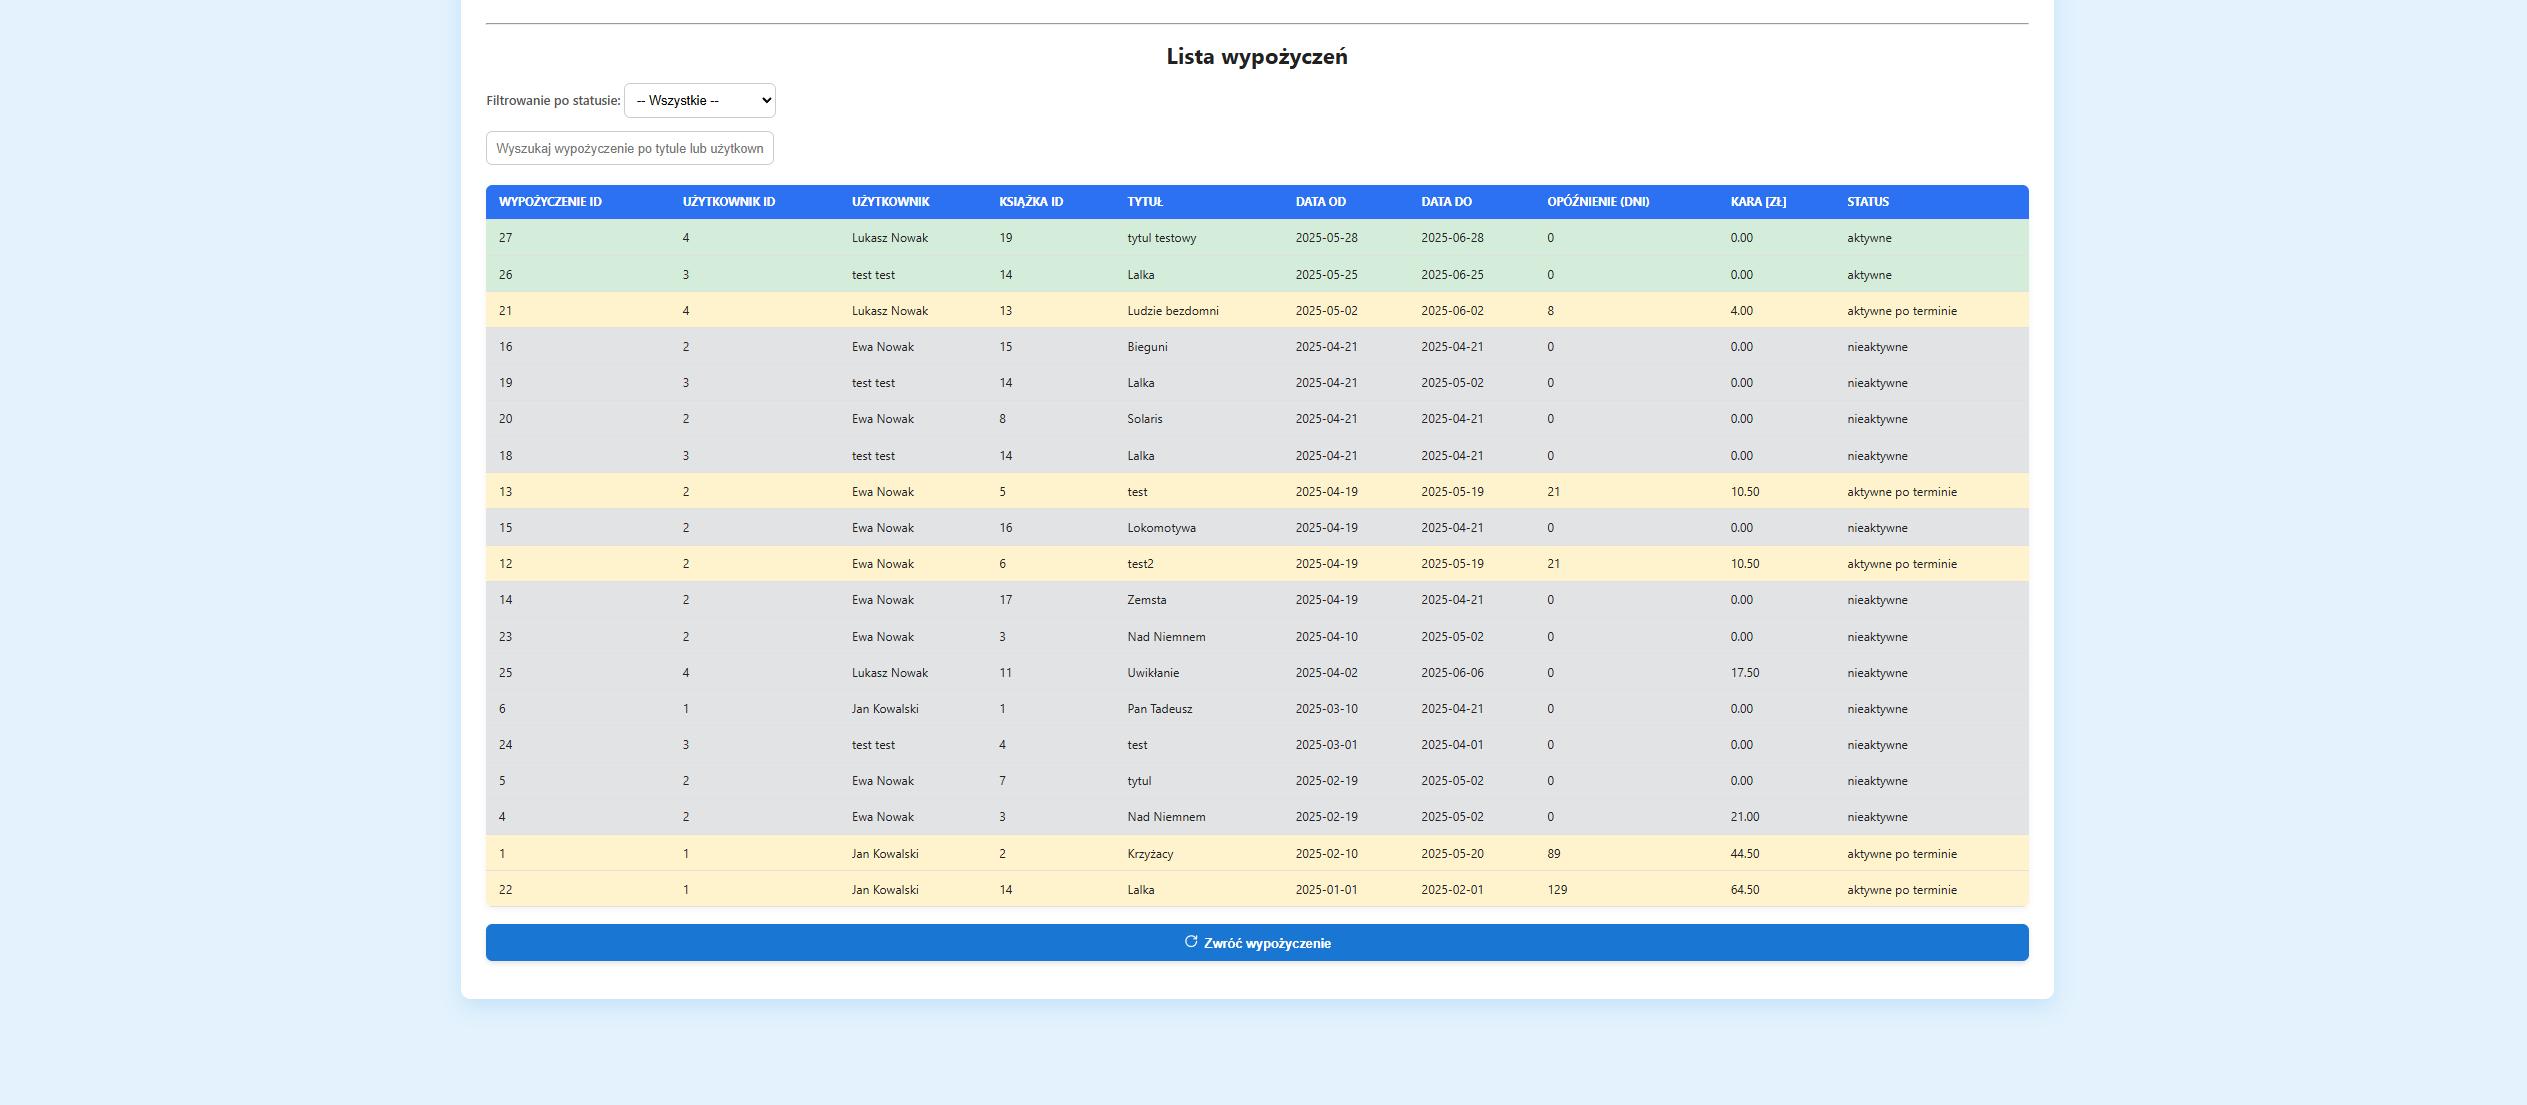 Lista wypożyczeń
Filtrowanie po statusie: -- Wszystkie --
Wyszukaj wypożyczenie po tytule lub użytkown
WYPOŻYCZENIE ID UŻYTKOWNIK ID UŻYTKOWNIK KSIĄŻKA ID TYTUŁ DATA OD DATA DO OPÓŹNIENIE (DNI) KARA [ZŁ] STATUS
27 4 Lukasz Nowak 19 tytul testowy 2025-05-28 2025-06-28 0 0.00 aktywne
26 3 test test 14 Lalka 2025-05-25 2025-06-25 0 0.00 aktywne
21 4 Lukasz Nowak 13 Ludzie bezdomni 2025-05-02 2025-06-02 8 4.00 aktywne po terminie
16 2 Ewa Nowak 15 Bieguni 2025-04-21 2025-04-21 0 0.00 nieaktywne
19 3 test test 14 Lalka 2025-04-21 2025-05-02 0 0.00 nieaktywne
20 2 Ewa Nowak 8 Solaris 2025-04-21 2025-04-21 0 0.00 nieaktywne
18 3 test test 14 Lalka 2025-04-21 2025-04-21 0 0.00 nieaktywne
13 2 Ewa Nowak 5 test 2025-04-19 2025-05-19 21 10.50 aktywne po terminie
15 2 Ewa Nowak 16 Lokomotywa 2025-04-19 2025-04-21 0 0.00 nieaktywne
12 2 Ewa Nowak 6 test2 2025-04-19 2025-05-19 21 10.50 aktywne po terminie
14 2 Ewa Nowak 17 Zemsta 2025-04-19 2025-04-21 0 0.00 nieaktywne
23 2 Ewa Nowak 3 Nad Niemnem 2025-04-10 2025-05-02 0 0.00 nieaktywne
25 4 Lukasz Nowak 11 Uwikłanie 2025-04-02 2025-06-06 0 17.50 nieaktywne
6 1 Jan Kowalski 1 Pan Tadeusz 2025-03-10 2025-04-21 0 0.00 nieaktywne
24 3 test test 4 test 2025-03-01 2025-04-01 0 0.00 nieaktywne
5 2 Ewa Nowak 7 tytul 2025-02-19 2025-05-02 0 0.00 nieaktywne
4 2 Ewa Nowak 3 Nad Niemnem 2025-02-19 2025-05-02 0 21.00 nieaktywne
1 1 Jan Kowalski 2 Krzyżacy 2025-02-10 2025-05-20 89 44.50 aktywne po terminie
22 1 Jan Kowalski 14 Lalka 2025-01-01 2025-02-01 129 64.50 aktywne po terminie
Zwróć wypożyczenie